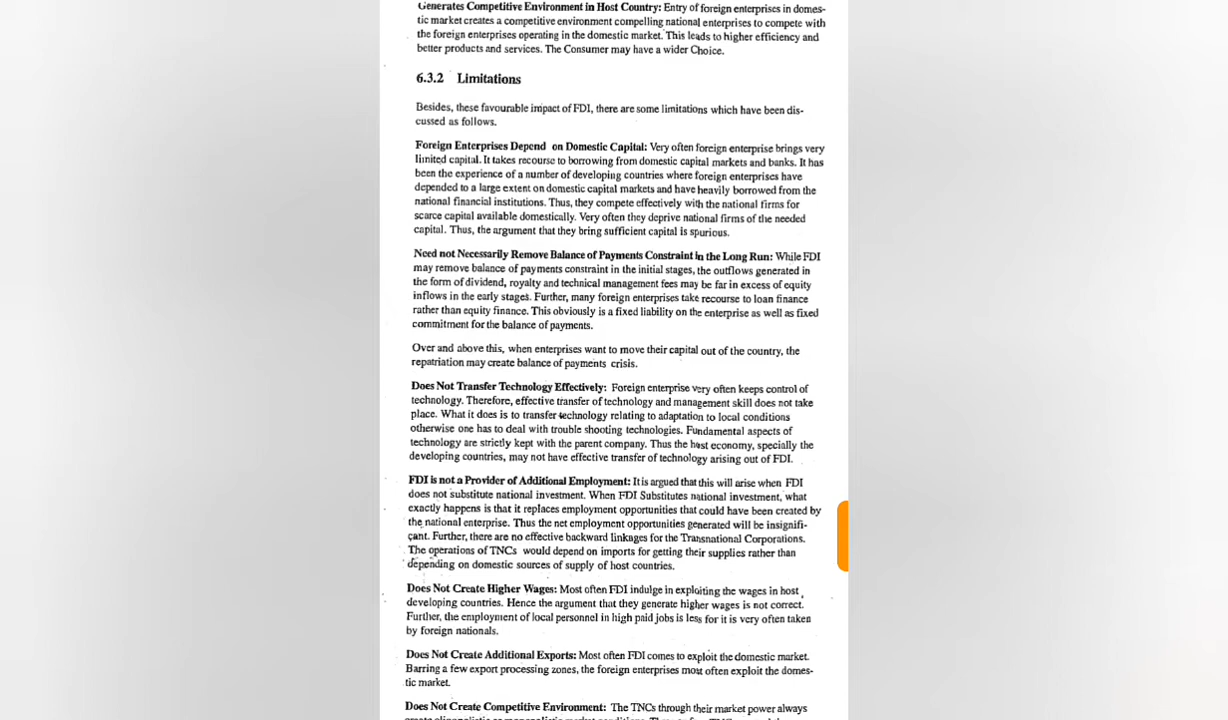 Generates Competitive Environment in Host Country: Entry of foreign enterprises in domes-
tic market creates a competitive environment compelling national enterprises to compete with
the foreign enterprises operating in the domestic market. This leads to higher efficiency and
better products and services. The Consumer may have a wider Choice.
6.3.2 Limitations
Besides, these favourable impact of FDI, there are some limitations which have been dis-
cussed as follows.
Foreign Enterprises Depend on Domestic Capital: Very often foreign enterprise brings very
limited capital. It takes recourse to borrowing from domestic capital markets and banks. It has
been the experience of a number of developing countries where foreign enterprises have
depended to a large extent on domestic capital markets and have heavily borrowed from the
national financial institutions. Thus, they compete effectively with the national firms for
scarce capital available domestically. Very often they deprive national firms of the needed
capital. Thus, the argument that they bring sufficient capital is spurious.
Need not Necessarily Remove Balance of Payments Constraint in the Long Run: While FDI
may remove balance of payments constraint in the initial stages, the outflows generated in
the form of dividend, royalty and technical management fees may be far in excess of equity
inflows in the early stages. Further, many foreign enterprises take recourse to loan finance
rather than equity finance. This obviously is a fixed liability on the enterprise as well as fixed
commitment for the balance of payments.
Over and above this, when enterprises want to move their capital out of the country, the
repatriation may create balance of payments crisis.
Does Not Transfer Technology Effectively: Foreign enterprise very often keeps control of
technology. Therefore, effective transfer of technology and management skill does not take
place. What it does is to transfer technology relating to adaptation to local conditions
otherwise one has to deal with trouble shooting technologies. Fundamental aspects of
technology are strictly kept with the parent company. Thus the host economy, specially the
developing countries, may not have effective transfer of technology arising out of FDI.
FDI is not a Provider of Additional Employment: It is argued that this will arise when FDI
does not substitute national investment. When FDI Substitutes national investment, what
exactly happens is that it replaces employment opportunities that could have been created by
the national enterprise. Thus the net employment opportunities generated will be insignifi-
cant. Further, there are no effective backward linkages for the Transnational Corporations.
The operations of TNCs would depend on imports for getting their supplies rather than
depending on domestic sources of supply of host countries.
Does Not Create Higher Wages: Most often FDI indulge in exploiting the wages in host
developing countries. Hence the argument that they generate higher wages is not correct.
Further, the employment of local personnel in high paid jobs is less for it is very often taken
by foreign nationals.
Does Not Create Additional Exports: Most often FDI comes to exploit the domestic market.
Barring a few export processing zones, the foreign enterprises most often exploit the domes-
tic market.
Does Not Create Competitive Environment: The TNCs through their market power always